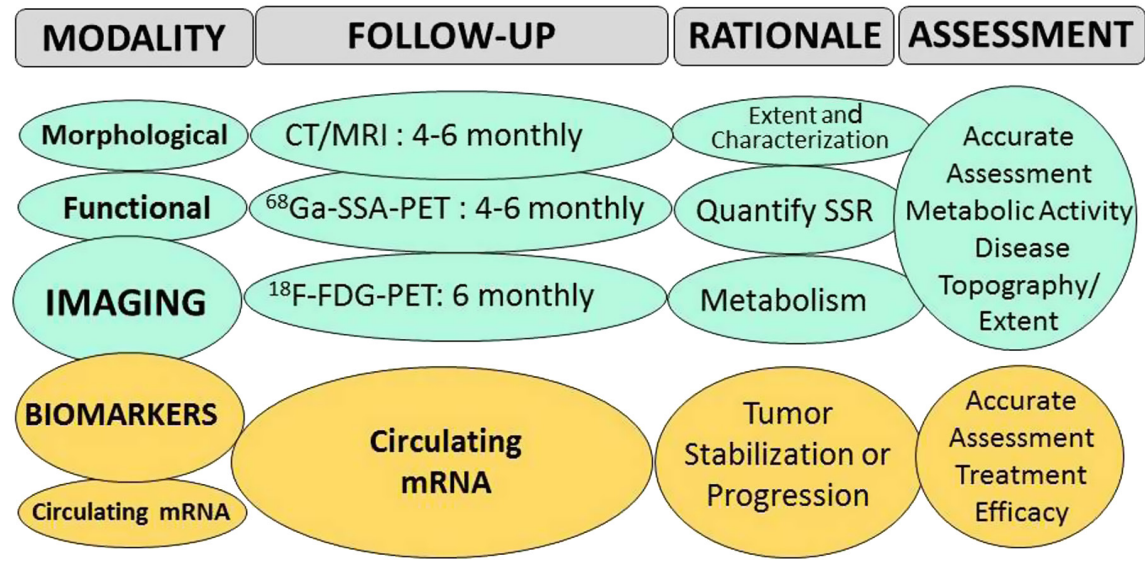 MODALITY
FOLLOW-UP
RATIONALE
ASSESSMENT
Morphological
CT/MRI : 4-6 monthly
Extent and
Characterization
Functional
⁶⁸Ga-SSA-PET : 4-6 monthly
Quantify SSR
IMAGING
¹⁸F-FDG-PET: 6 monthly
Metabolism
Accurate
Assessment
Metabolic Activity
Disease
Topography/
Extent
BIOMARKERS
Circulating mRNA
Circulating
mRNA
Tumor
Stabilization or
Progression
Accurate
Assessment
Treatment
Efficacy